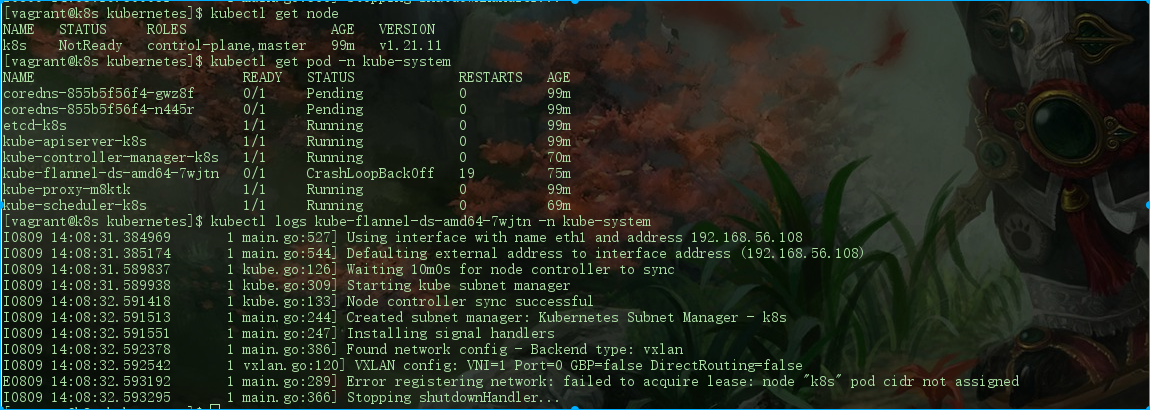 [vagrant@k8s kubernetes]$ kubectl get node
NAME STATUS ROLES AGE VERSION
k8s NotReady control-plane,master 99m v1.21.11
[vagrant@k8s kubernetes]$ kubectl get pod -n kube-system
NAME READY STATUS RESTARTS AGE
coredns-855b5f56f4-gwz8f 0/1 Pending 0 99m
coredns-855b5f56f4-n445r 0/1 Pending 0 99m
etcd-k8s 1/1 Running 0 99m
kube-apiserver-k8s 1/1 Running 0 99m
kube-controller-manager-k8s 1/1 Running 0 70m
kube-flannel-ds-amd64-7wjtn 0/1 CrashLoopBackOff 19 75m
kube-proxy-m8ktk 1/1 Running 0 99m
kube-scheduler-k8s 1/1 Running 0 69m
[vagrant@k8s kubernetes]$ kubectl logs kube-flannel-ds-amd64-7wjtn -n kube-system
I0809 14:08:31.384969 1 main.go:527] Using interface with name eth1 and address 192.168.56.108
I0809 14:08:31.385174 1 main.go:544] Defaulting external address to interface address (192.168.56.108)
I0809 14:08:31.589837 1 kube.go:126] Waiting 10m0s for node controller to sync
I0809 14:08:31.589938 1 kube.go:309] Starting kube subnet manager
I0809 14:08:32.591418 1 kube.go:133] Node controller sync successful
I0809 14:08:32.591513 1 main.go:244] Created subnet manager: Kubernetes Subnet Manager - k8s
I0809 14:08:32.591551 1 main.go:247] Installing signal handlers
I0809 14:08:32.592378 1 main.go:386] Found network config - Backend type: vxlan
I0809 14:08:32.592542 1 vxlan.go:120] VXLAN config: VNI=1 Port=0 GBP=false DirectRouting=false
E0809 14:08:32.593192 1 main.go:289] Error registering network: failed to acquire lease: node "k8s" pod cidr not assigned
I0809 14:08:32.593295 1 main.go:366] Stopping shutdownHandler...